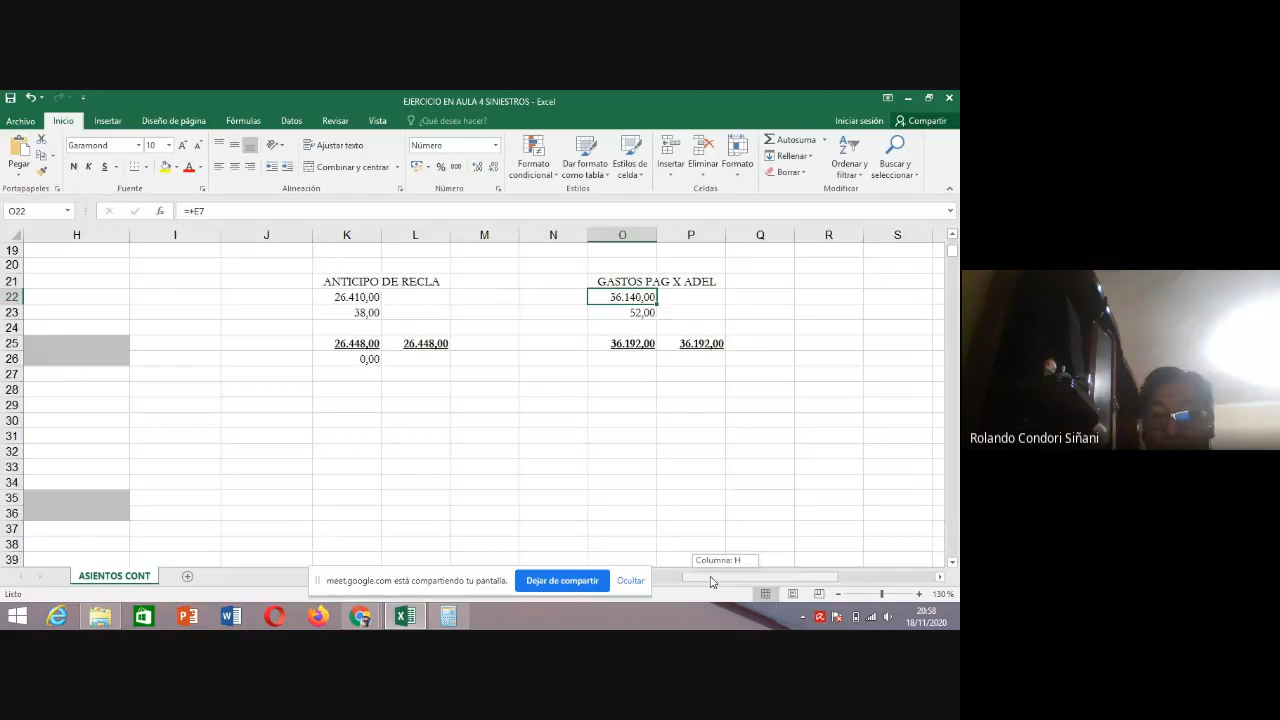 EJERCICIO EN AULA 4 SINIESTROS - Excel
Archivo Inicio Insertar Diseño de página Fórmulas Datos Revisar Vista ¿Qué desea hacer? Iniciar sesión Compartir
Pegar
Garamond 10
N K S
Portapapeles Fuente
Ajustar texto
Combinar y centrar
Alineación
Número
% 000
Número
Formato condicional
Dar formato como tabla
Estilos de celda
Estilos
Insertar Eliminar Formato
Celdas
Autosuma
Rellenar
Borrar
Ordenar y filtrar
Buscar y seleccionar
Modificar
O22 fx =+E7
H I J K L M N O P Q R S
19
20
21 ANTICIPO DE RECLA GASTOS PAG X ADEL
22 26.410,00 36.140,00
23 38,00 52,00
24
25 26.448,00 26.448,00 36.192,00 36.192,00
26 0,00
27
28
29
30
31
32
33
34
35
36
37
38
39
Columna: H
ASIENTOS CONT
meet.google.com está compartiendo tu pantalla. Dejar de compartir Ocultar
Listo 130 %
20:58
18/11/2020
Rolando Condori Siñani